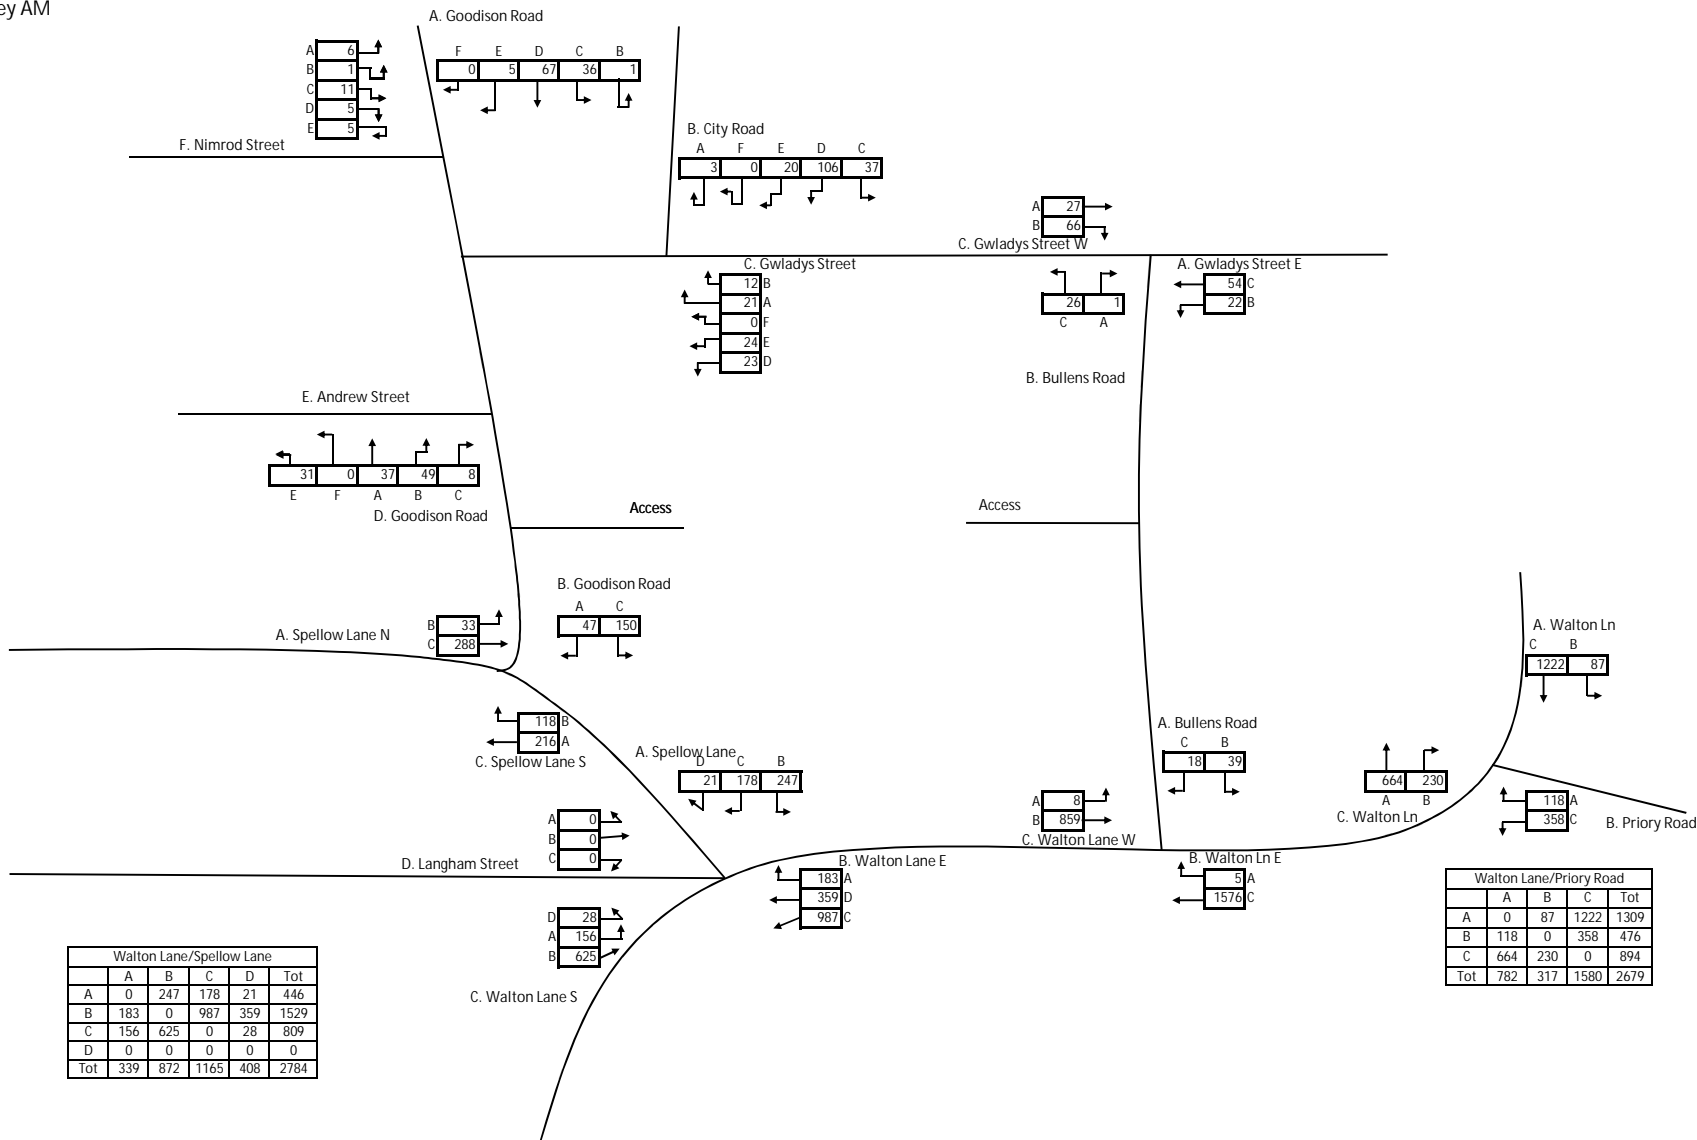 ey AM
A. Goodison Road
F E D C B
0 5 67 36 1
A 6
B 1
C 11
D 5
E 5
F. Nimrod Street
B. City Road
A F E D C
3 0 20 106 37
A 27
B 66
C. Gwladys Street W
C. Gwladys Street
12 B
21 A
0 F
24 E
23 D
A. Gwladys Street E
54 C
22 B
26 1
C A
B. Bullens Road
E. Andrew Street
31 0 37 49 8
E F A B C
D. Goodison Road
Access
Access
B. Goodison Road
A C
47 150
A. Spellow Lane N
B 33
C 288
A. Walton Ln
C B
1222 87
118 B
216 A
C. Spellow Lane S
A. Spellow Lane
D C B
21 178 247
A. Bullens Road
C B
18 39
664 230
A B
C. Walton Ln
A 8
B 859
C. Walton Lane W
118 A
358 C
B. Priory Road
A 0
B 0
C 0
D. Langham Street
B. Walton Lane E
183 A
359 D
987 C
B. Walton Ln E
5 A
1576 C
D 28
A 156
B 625
C. Walton Lane S
Walton Lane/Priory Road
A B C Tot
A 0 87 1222 1309
B 118 0 358 476
C 664 230 0 894
Tot 782 317 1580 2679
Walton Lane/Spellow Lane
A B C D Tot
A 0 247 178 21 446
B 183 0 987 359 1529
C 156 625 0 28 809
D 0 0 0 0 0
Tot 339 872 1165 408 2784